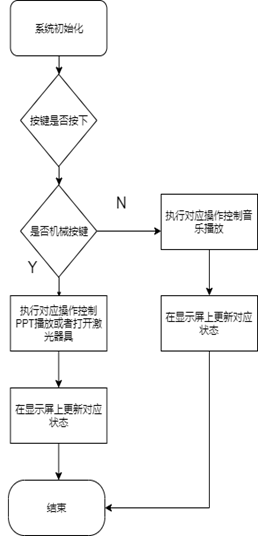 系统初始化
按键是否按下
是否机械按键
N
执行对应操作控制音
乐播放
Y
执行对应操作控制
PPT播放或者打开激
光器具
在显示屏上更新对应
状态
在显示屏上更新对应
状态
结束